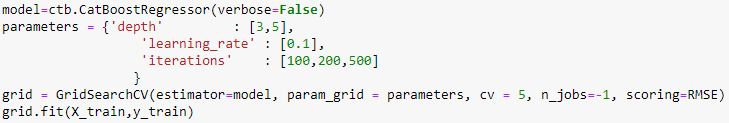 model=ctb.CatBoostRegressor(verbose=False)
parameters = {'depth'         : [3,5],
                 'learning_rate' : [0.1],
                 'iterations'    : [100,200,500]
                }
grid = GridSearchCV(estimator=model, param_grid = parameters, cv = 5, n_jobs=-1, scoring=RMSE)
grid.fit(X_train,y_train)